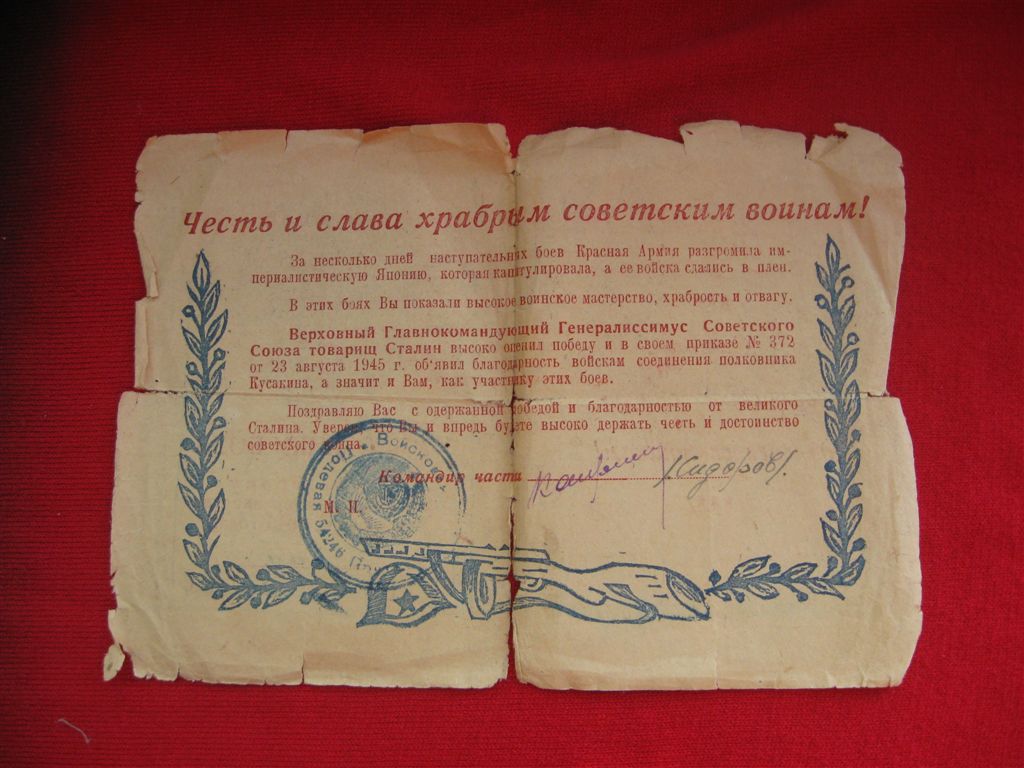 Честь и слава храбрым советским воинам!
За несколько дней наступательных боев Красная Армия разгромила им-
периалистическую Японию, которая капитулировала, а ее войска сдались в плен.
В этих боях Вы показали высокое воинское мастерство, храбрость и отвагу.
Верховный Главнокомандующий Генералиссимус Советского
Союза товарищ Сталин высоко оценил победу и в своем приказе № 372
от 23 августа 1945 г. об'явил благодарность войскам соединения полковника
Кусакина, а значит и Вам, как участнику этих боев.
Поздравляю Вас с одержанной победой и благодарностью от великого
Сталина. Уверен, что Вы и впредь будете высоко держать честь и достоинство
советского воина.
Командир части
/Сидоров/.
М. П.
Войсков
Полевая 54246